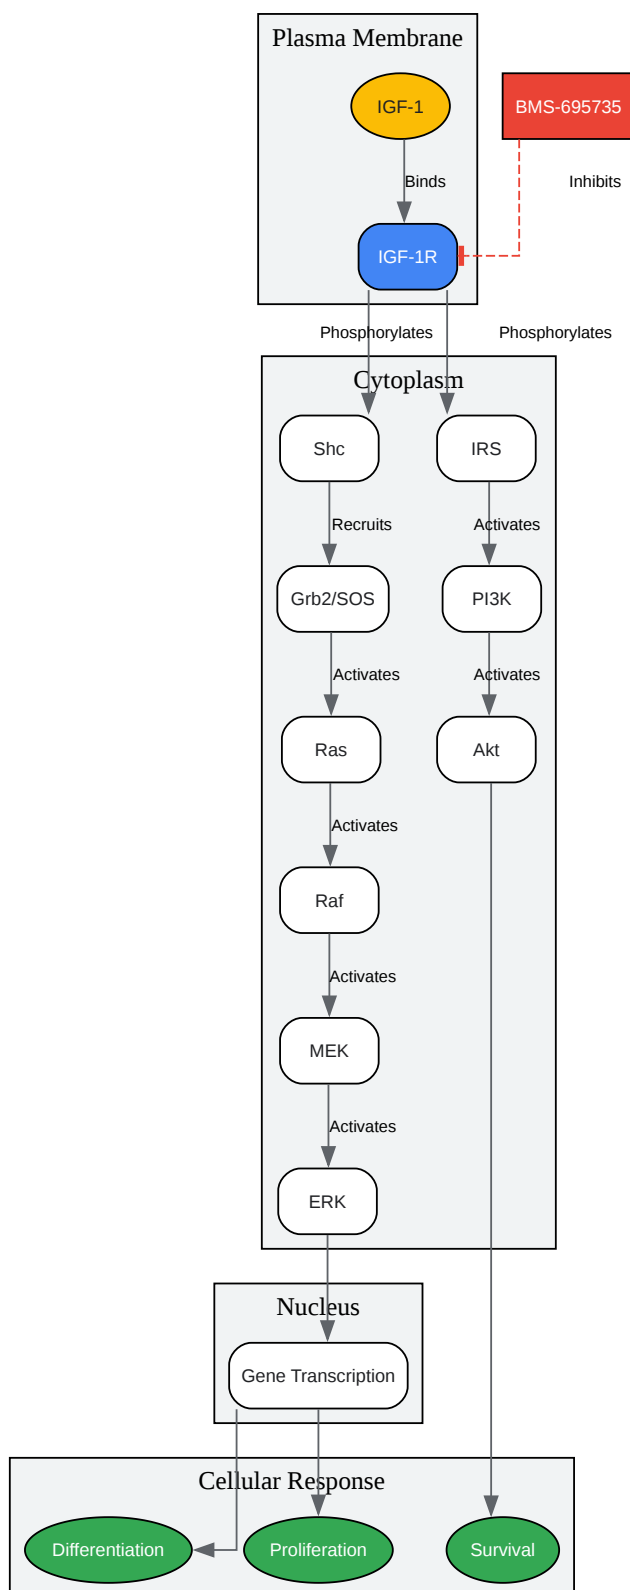 Plasma Membrane
IGF-1
BMS-695735
Binds
Inhibits
IGF-1R
Phosphorylates
Phosphorylates
Cytoplasm
Shc
IRS
Recruits
Activates
Grb2/SOS
PI3K
Activates
Activates
Ras
Akt
Activates
Raf
Activates
MEK
Activates
ERK
Nucleus
Gene Transcription
Cellular Response
Differentiation
Proliferation
Survival